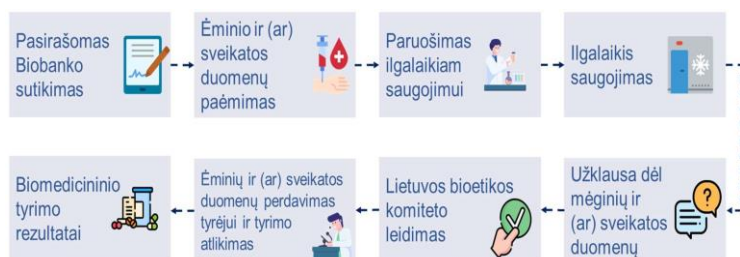 Pasirašomas
Biobanko
sutikimas
Ėminio ir (ar)
sveikatos
duomenų
paėmimas
Paruošimas
ilgalaikiam
saugojimui
Ilgalaikis
saugojimas
Užklausa dėl
mėginių ir
(ar) sveikatos
duomenų
Lietuvos bioetikos
komiteto
leidimas
Ėminių ir (ar) sveikatos
duomenų perdavimas
tyrėjui ir tyrimo
atlikimas
Biomedicininio
tyrimo
rezultatai